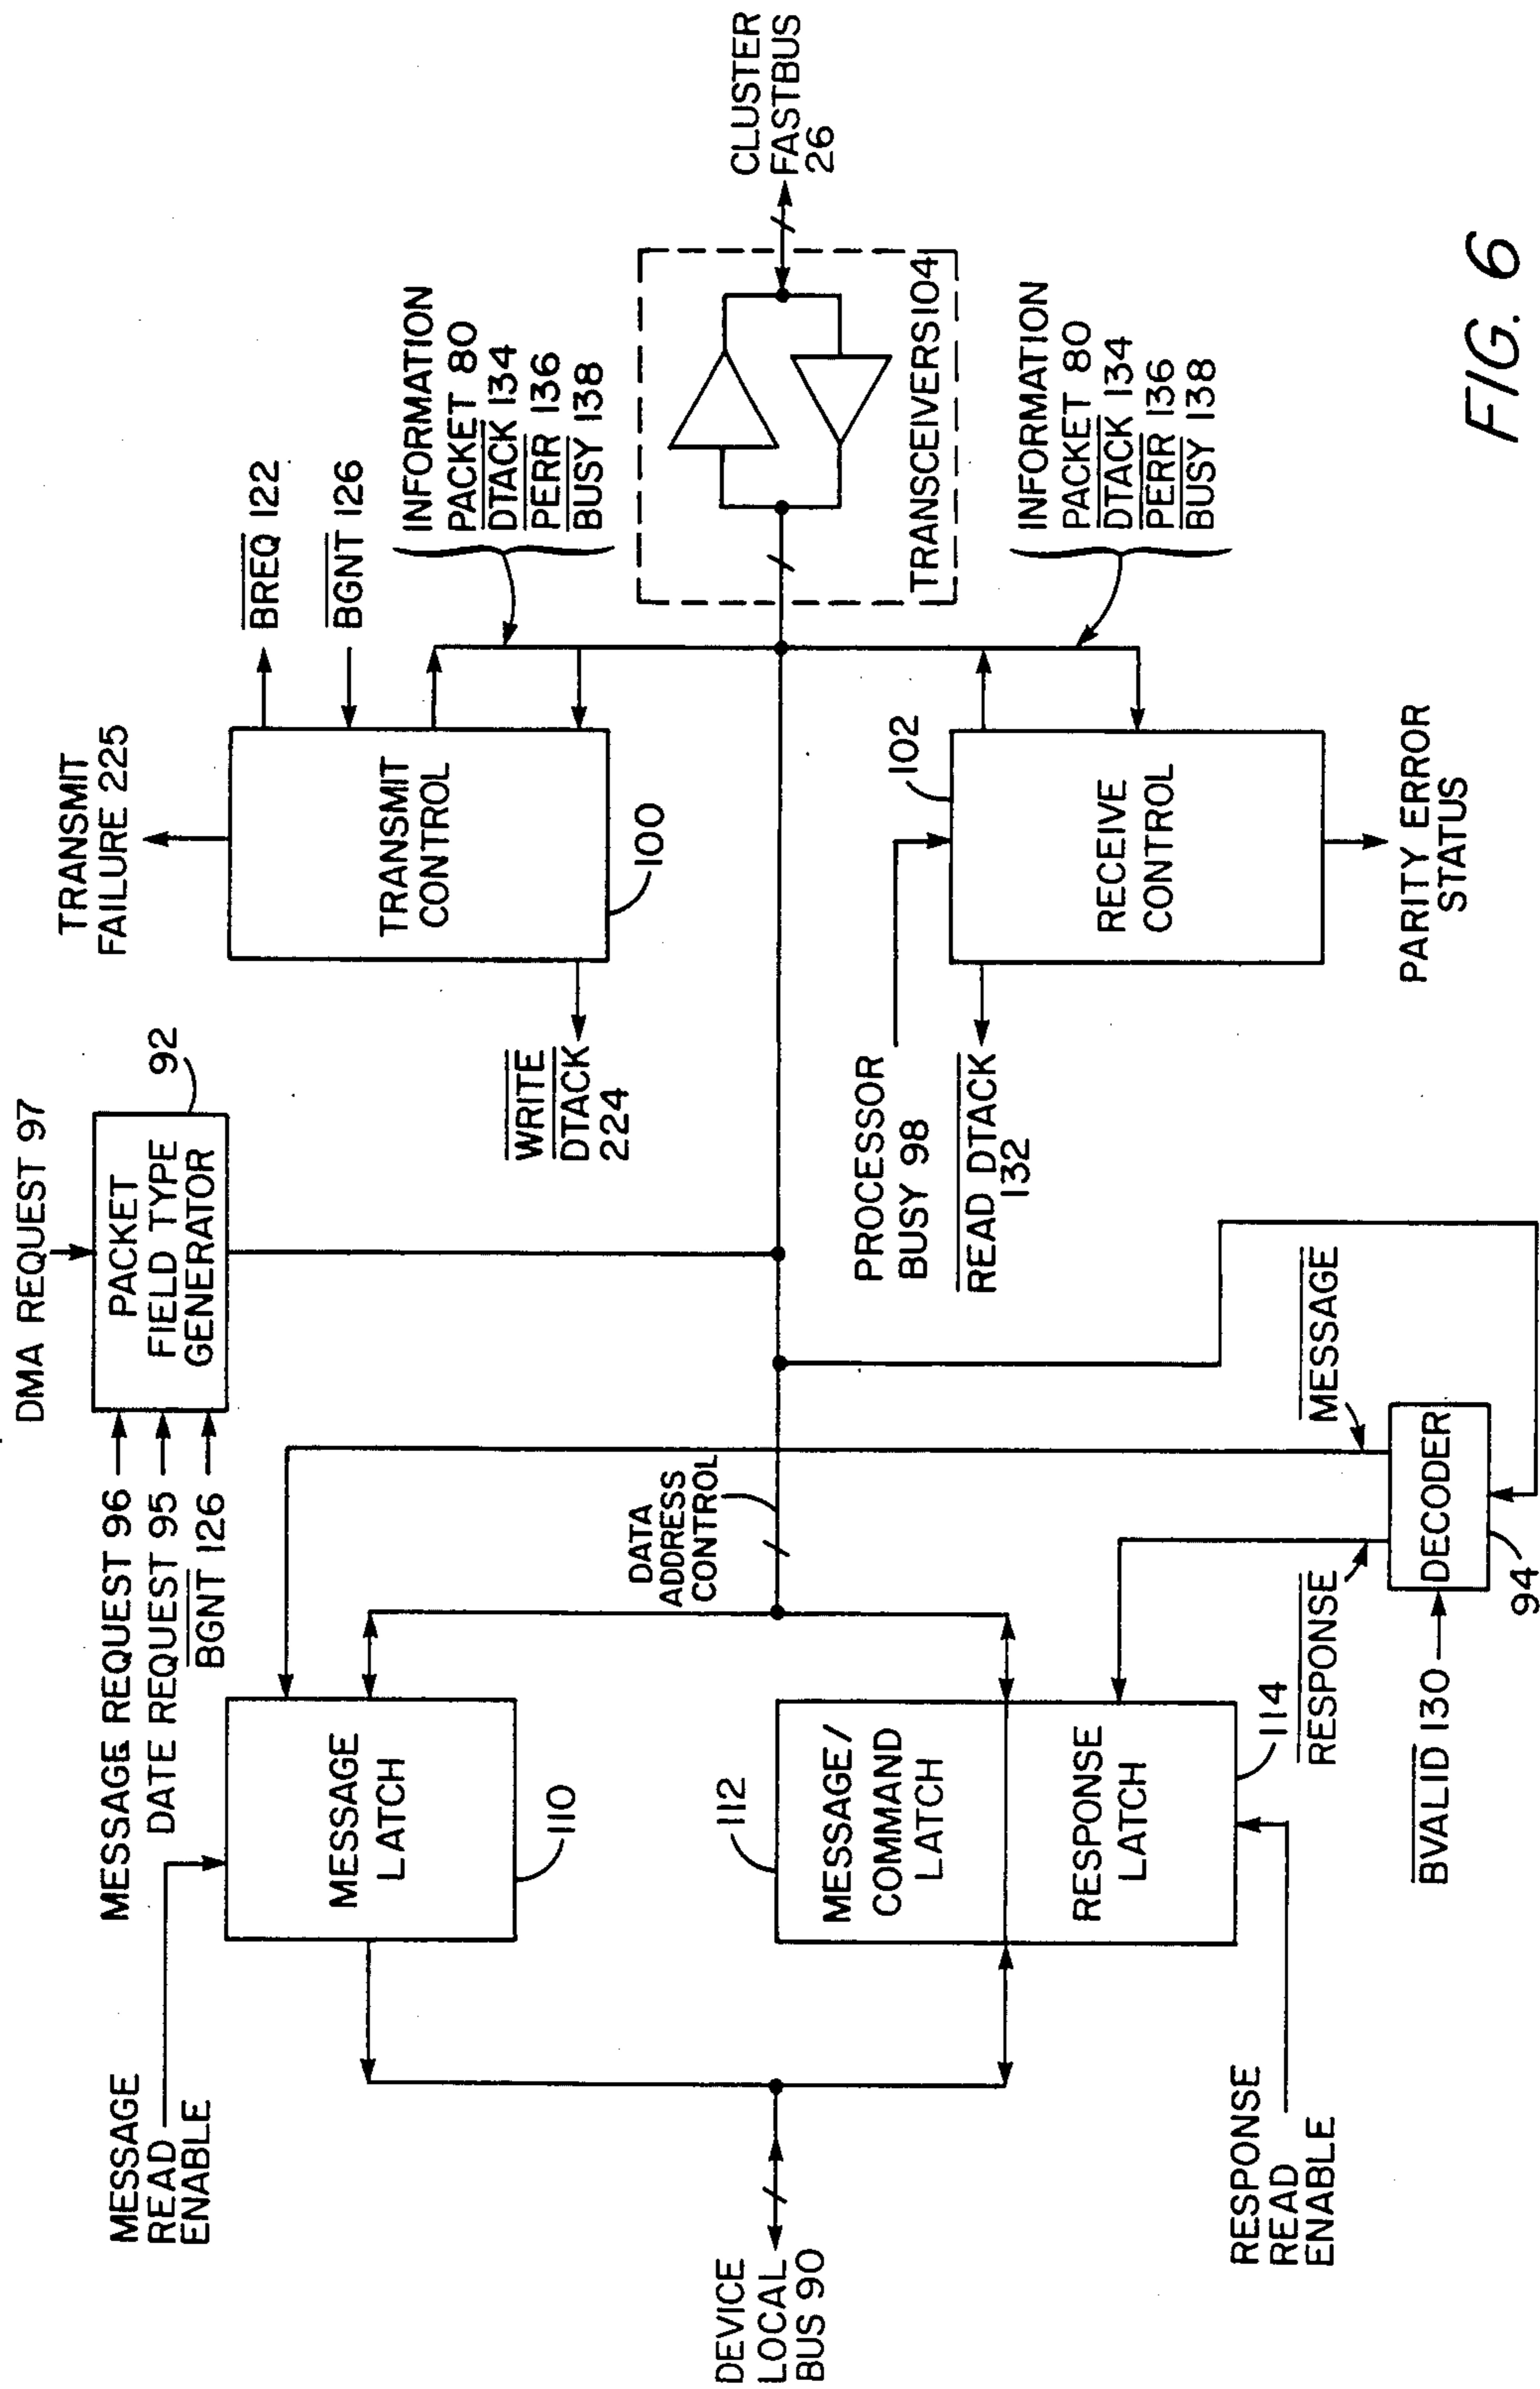 DMA REQUEST 97
MESSAGE REQUEST 96
DATE REQUEST 95
BGNT 126
PACKET
FIELD TYPE
GENERATOR
92
TRANSMIT
FAILURE 225
BREQ 122
BGNT 126
TRANSMIT
CONTROL
100
WRITE
DTACK
224
INFORMATION
PACKET 80
DTACK 134
PERR 136
BUSY 138
MESSAGE
READ
ENABLE
MESSAGE
LATCH
110
DATA
ADDRESS
CONTROL
DEVICE
LOCAL
BUS 90
CLUSTER
FASTBUS
26
TRANSCEIVERS 104
112
MESSAGE/
COMMAND
LATCH
RESPONSE
LATCH
114
RESPONSE
READ
ENABLE
PROCESSOR
BUSY 98
READ DTACK
132
102
RECEIVE
CONTROL
PARITY ERROR
STATUS
INFORMATION
PACKET 80
DTACK 134
PERR 136
BUSY 138
RESPONSE
MESSAGE
BVALID 130
DECODER
94
FIG. 6